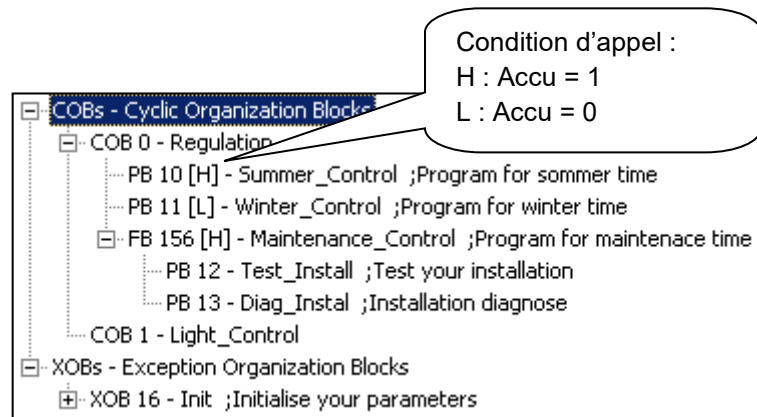 Condition d’appel :
H : Accu = 1
L : Accu = 0
COBs - Cyclic Organization Blocks
COB 0 - Regulation
PB 10 [H] - Summer_Control ;Program for sommer time
PB 11 [L] - Winter_Control ;Program for winter time
FB 156 [H] - Maintenance_Control ;Program for maintenace time
PB 12 - Test_Install ;Test your installation
PB 13 - Diag_Instal ;Installation diagnose
COB 1 - Light_Control
XOBs - Exception Organization Blocks
XOB 16 - Init ;Initialise your parameters